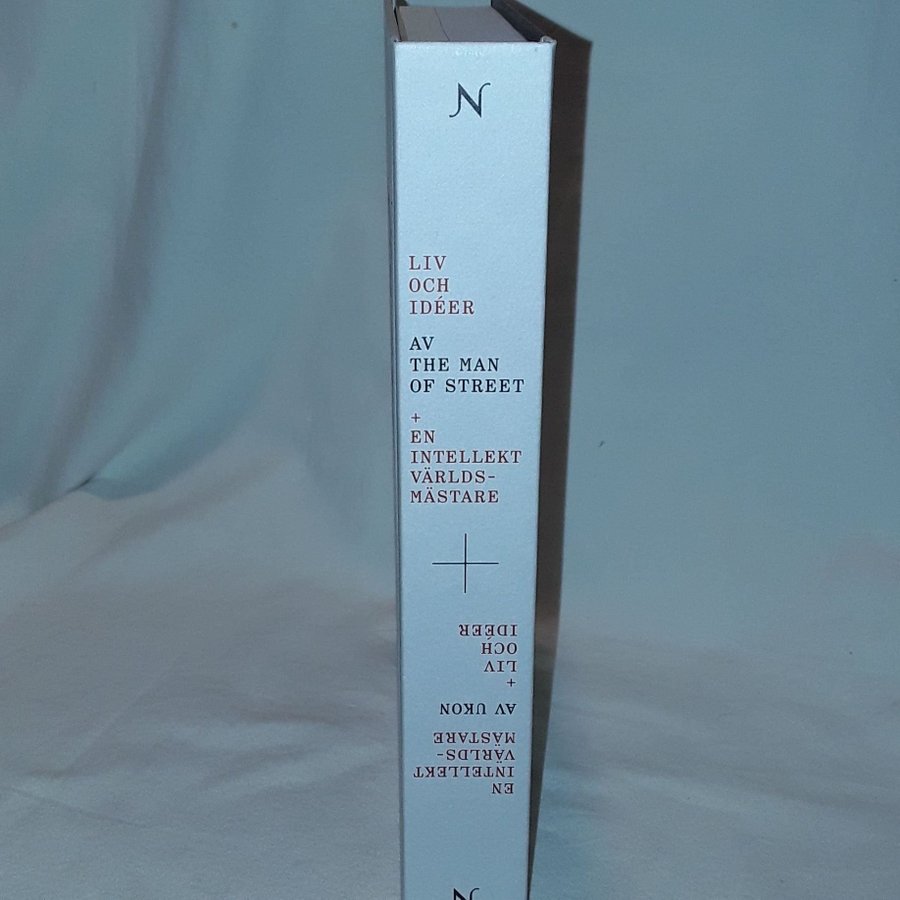 N
LIV
OCH
IDÉER
AV
THE MAN
OF STREET
+
EN
INTELLEKT
VÄRLDS-
MÄSTARE
EN
INTELLEKT
VÄRLDS-
MÄSTARE
AV UKON
+
LIV
OCH
IDÉER
N